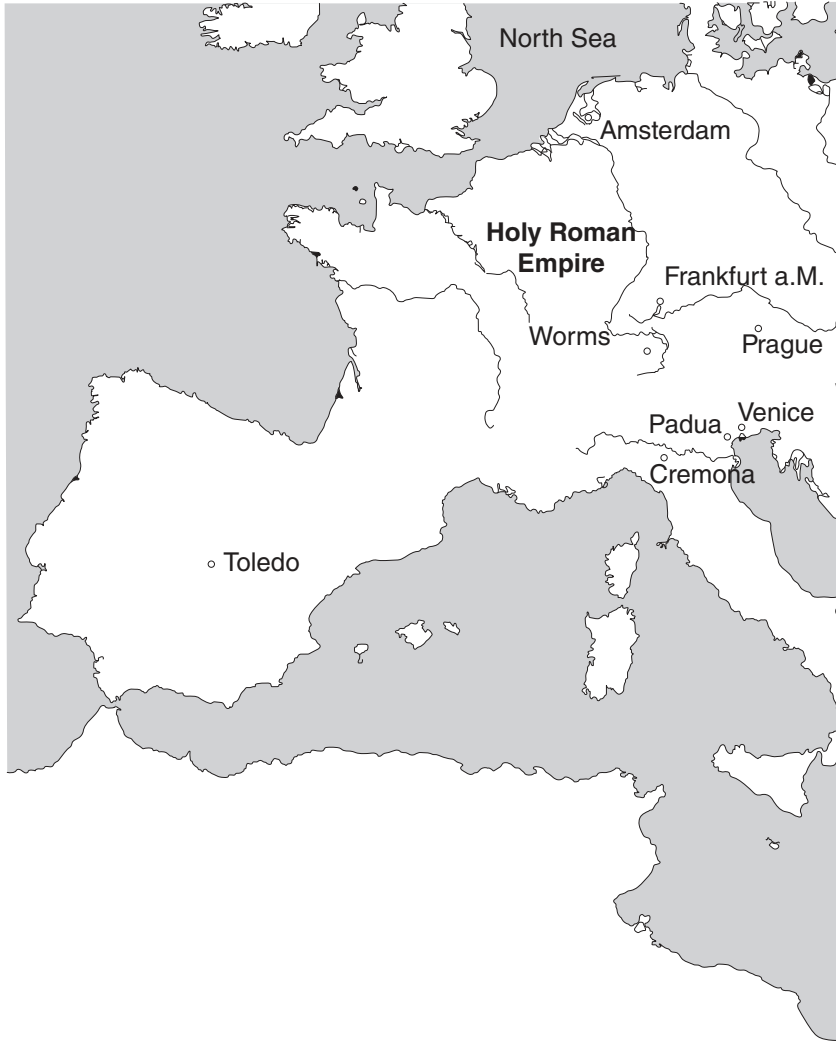 North Sea
Amsterdam
Holy Roman
Empire
Frankfurt a.M.
Worms
Prague
Venice
Padua
Cremona
Toledo